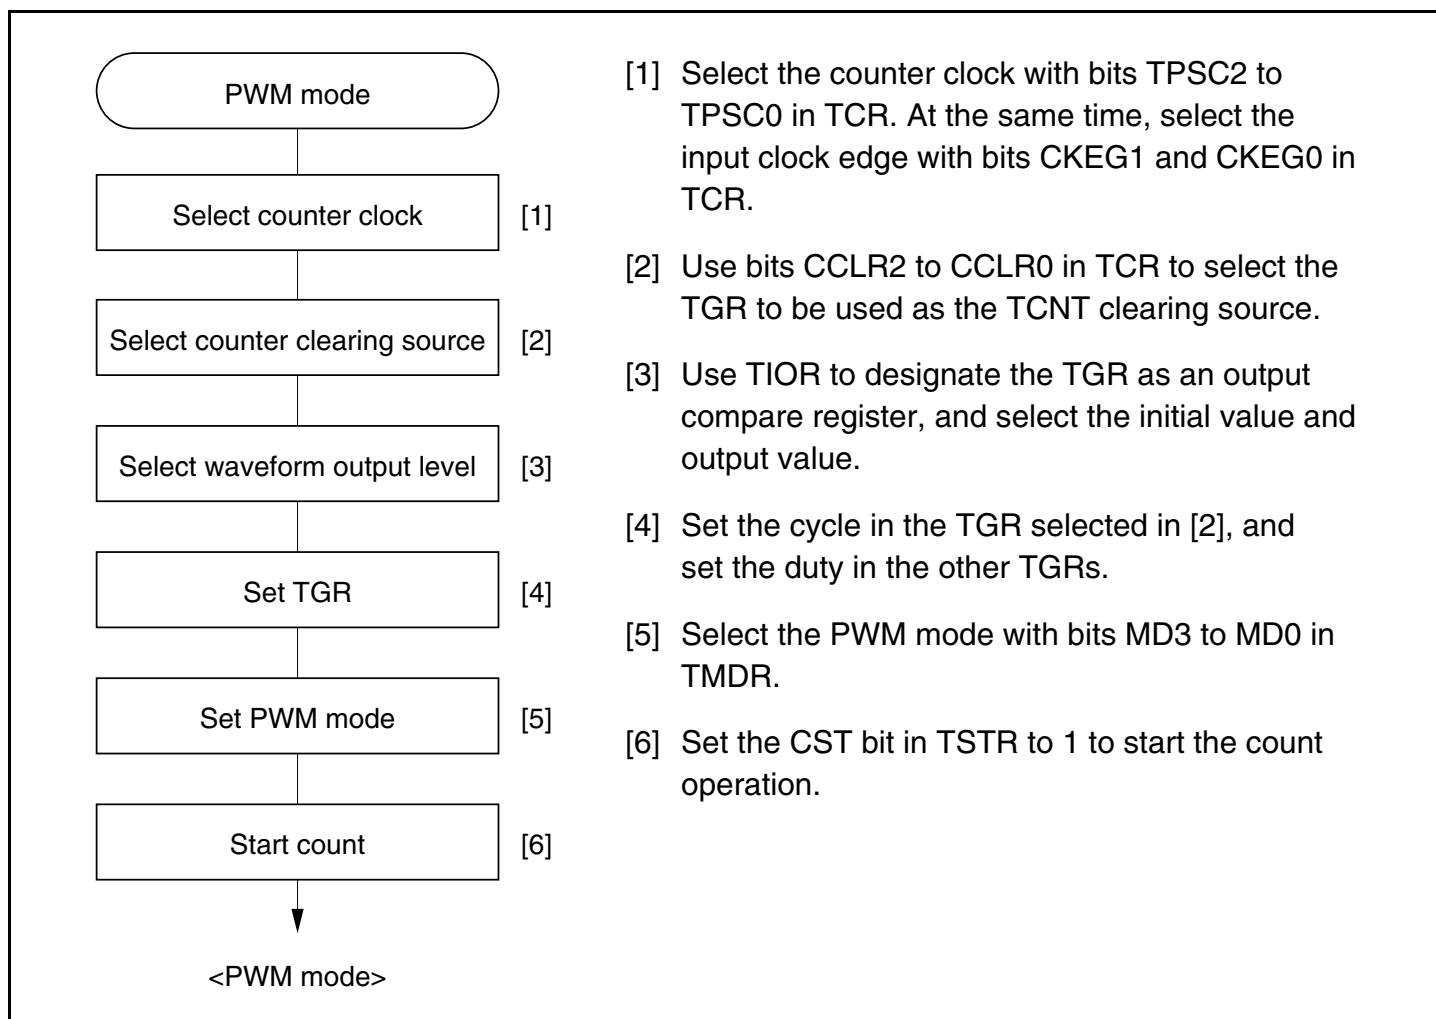 PWM mode
Select counter clock [1]
Select counter clearing source [2]
Select waveform output level [3]
Set TGR [4]
Set PWM mode [5]
Start count [6]
<PWM mode>
[1] Select the counter clock with bits TPSC2 to
TPSC0 in TCR. At the same time, select the
input clock edge with bits CKEG1 and CKEG0 in
TCR.
[2] Use bits CCLR2 to CCLR0 in TCR to select the
TGR to be used as the TCNT clearing source.
[3] Use TIOR to designate the TGR as an output
compare register, and select the initial value and
output value.
[4] Set the cycle in the TGR selected in [2], and
set the duty in the other TGRs.
[5] Select the PWM mode with bits MD3 to MD0 in
TMDR.
[6] Set the CST bit in TSTR to 1 to start the count
operation.